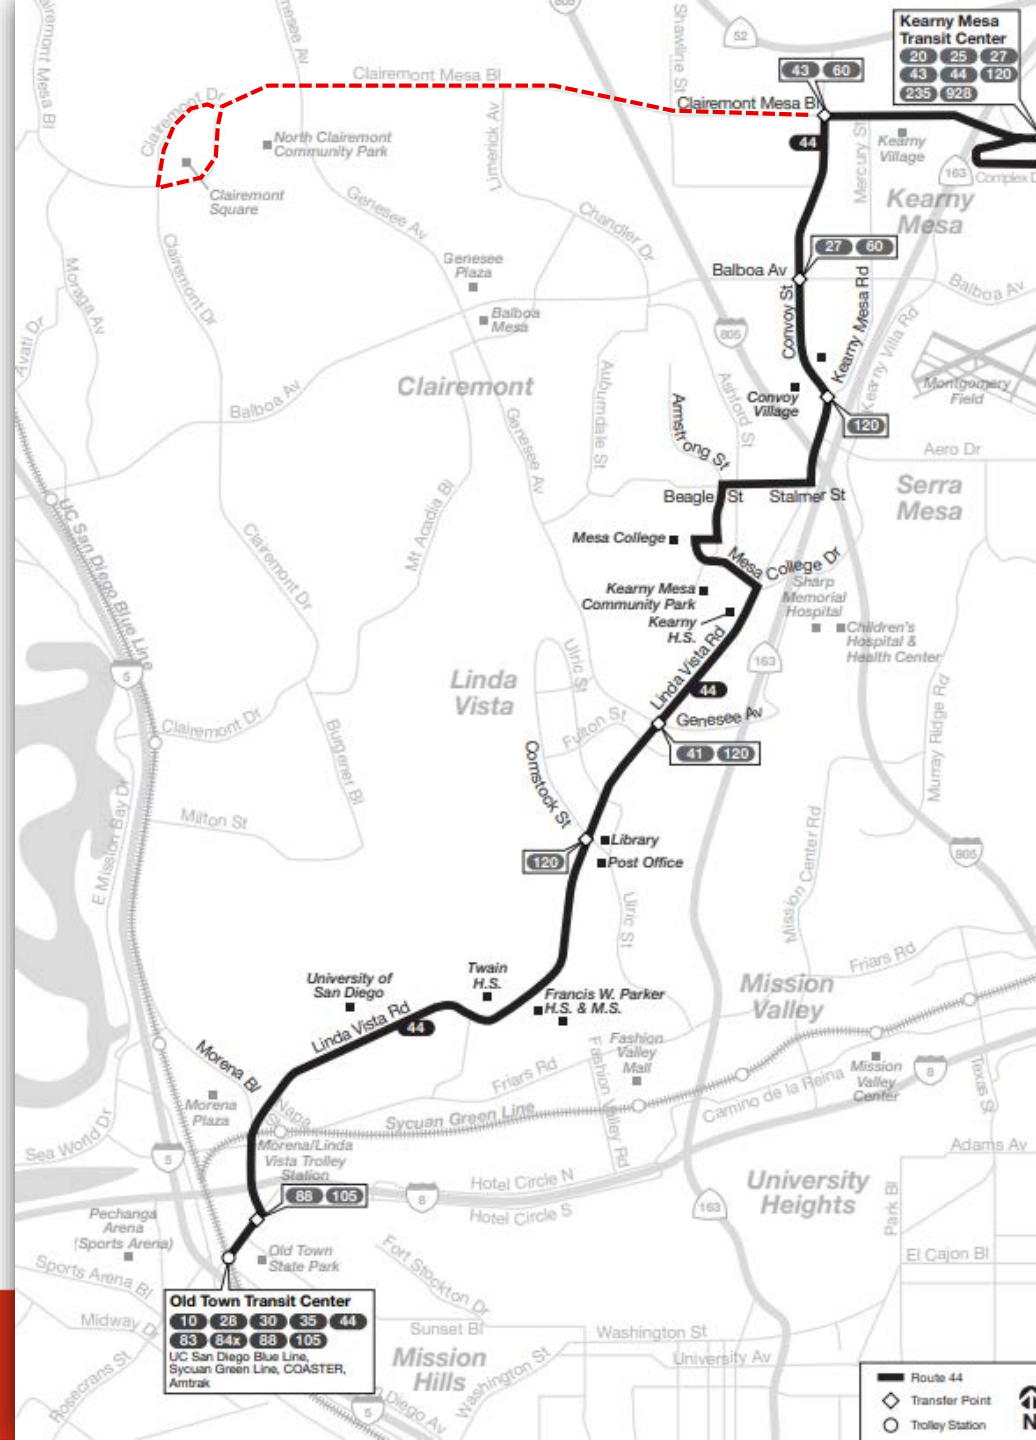 Clairemont Mesa Bl
Genesee Av
805
Shawline St
52
Kearny Mesa
Transit Center
20 25 27
43 44 120
235 928
43 60
Clairemont Mesa Bl
Clairemont Mesa Bl
Clairemont Dr
North Clairemont
Community Park
Limerick Av
44
Mercury St
Kearny
Village
163
Complex D
Kearny
Mesa
Clairemont
Square
Genesee Av
Chandler Dr
Clairemont Dr
Moraga Av
Avati Dr
Genesee
Plaza
Balboa
Mesa
27 60
Balboa Av
Balboa Av
Convoy St
Kearny Mesa Rd
Kearny Villa Rd
805
Montgomery
Field
Clairemont
Balboa Av
Auburndale St
Ashford St
Armstrong St
Convoy
Village
120
Genesee Av
Aero Dr
Serra
Mesa
Beagle St
Stalmer St
Mt Acadia Bl
UC San Diego Blue Line
Clairemont Dr
Mesa College
Mesa College Dr
Kearny Mesa
Community Park
Kearny
H.S.
Sharp
Memorial
Hospital
Children's
Hospital &
Health Center
163
5
Linda
Vista
Ulric St
Linda Vista Rd
44
Genesee Av
Fulton St
41 120
Clairemont Dr
Burgener Bl
Murray Ridge Rd
Comstock St
E Mission Bay Dr
Milton St
Library
Post Office
120
Mission Center Rd
805
Ulric St
Friars Rd
University of
San Diego
Twain
H.S.
Francis W. Parker
H.S. & M.S.
Mission
Valley
Linda Vista Rd
44
Fashion
Valley
Mall
Fashion Valley Rd
Morena Bl
Friars Rd
Mission
Valley
Center
8
Texas St
Morena
Plaza
Napa
St
Sycuan Green Line
Camino de la Reina
Sea World Dr
Morena/Linda
Vista Trolley
Station
5
Adams Av
Hotel Circle N
8
Hotel Circle S
University
Heights
163
Park Bl
88 105
Pechanga
Arena
(Sports Arena)
Old Town
State Park
Fort Stockton Dr
El Cajon Bl
Sports Arena Bl
Old Town Transit Center
10 28 30 35 44
83 84x 88 105
UC San Diego Blue Line,
Sycuan Green Line, COASTER,
Amtrak
Midway Dr
Rosecrans St
Sunset Bl
Washington St
University Av
Mission
Hills
Washington St
San Diego Av
5
Route 44
Transfer Point
Trolley Station
N